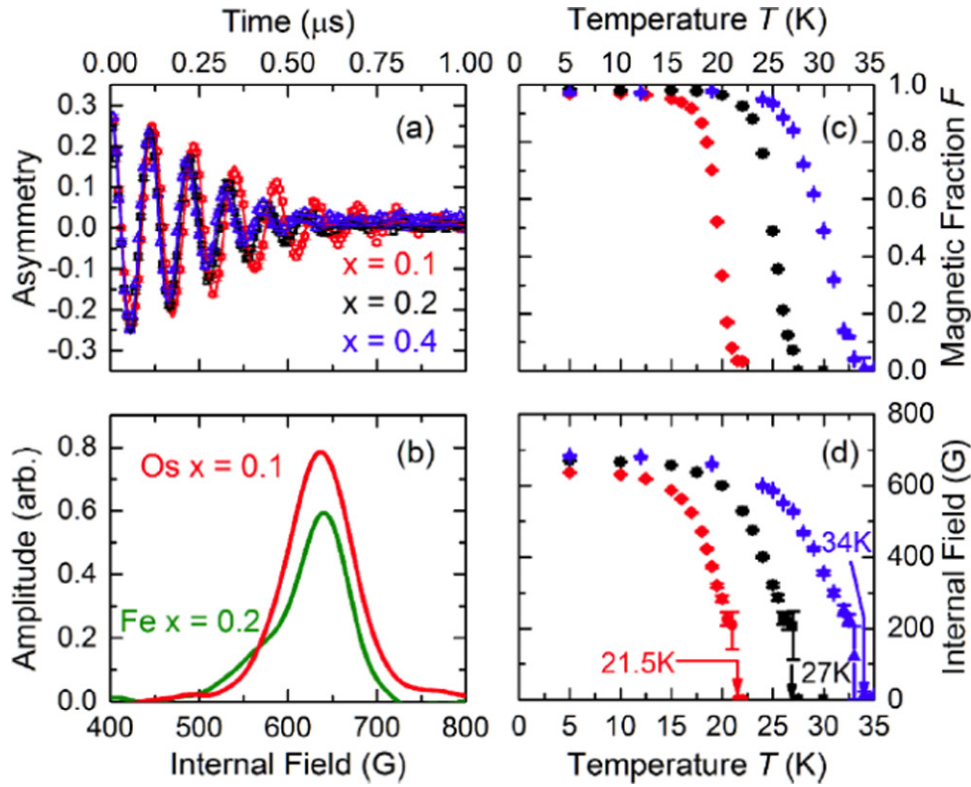 Time (μs)
0.00 0.25 0.50 0.75 1.00
Asymmetry
0.3
0.2
0.1
0.0
-0.1
-0.2
-0.3
(a)
x = 0.1
x = 0.2
x = 0.4
Temperature T (K)
0 5 10 15 20 25 30 35
(c)
1.0
0.8
0.6
0.4
0.2
0.0
Magnetic Fraction F
Amplitude (arb.)
0.8
0.6
0.4
0.2
0.0
(b)
Os x = 0.1
Fe x = 0.2
400 500 600 700 800
Internal Field (G)
(d)
800
600
400
200
0
Internal Field (G)
34K
21.5K
27K
0 5 10 15 20 25 30 35
Temperature T (K)